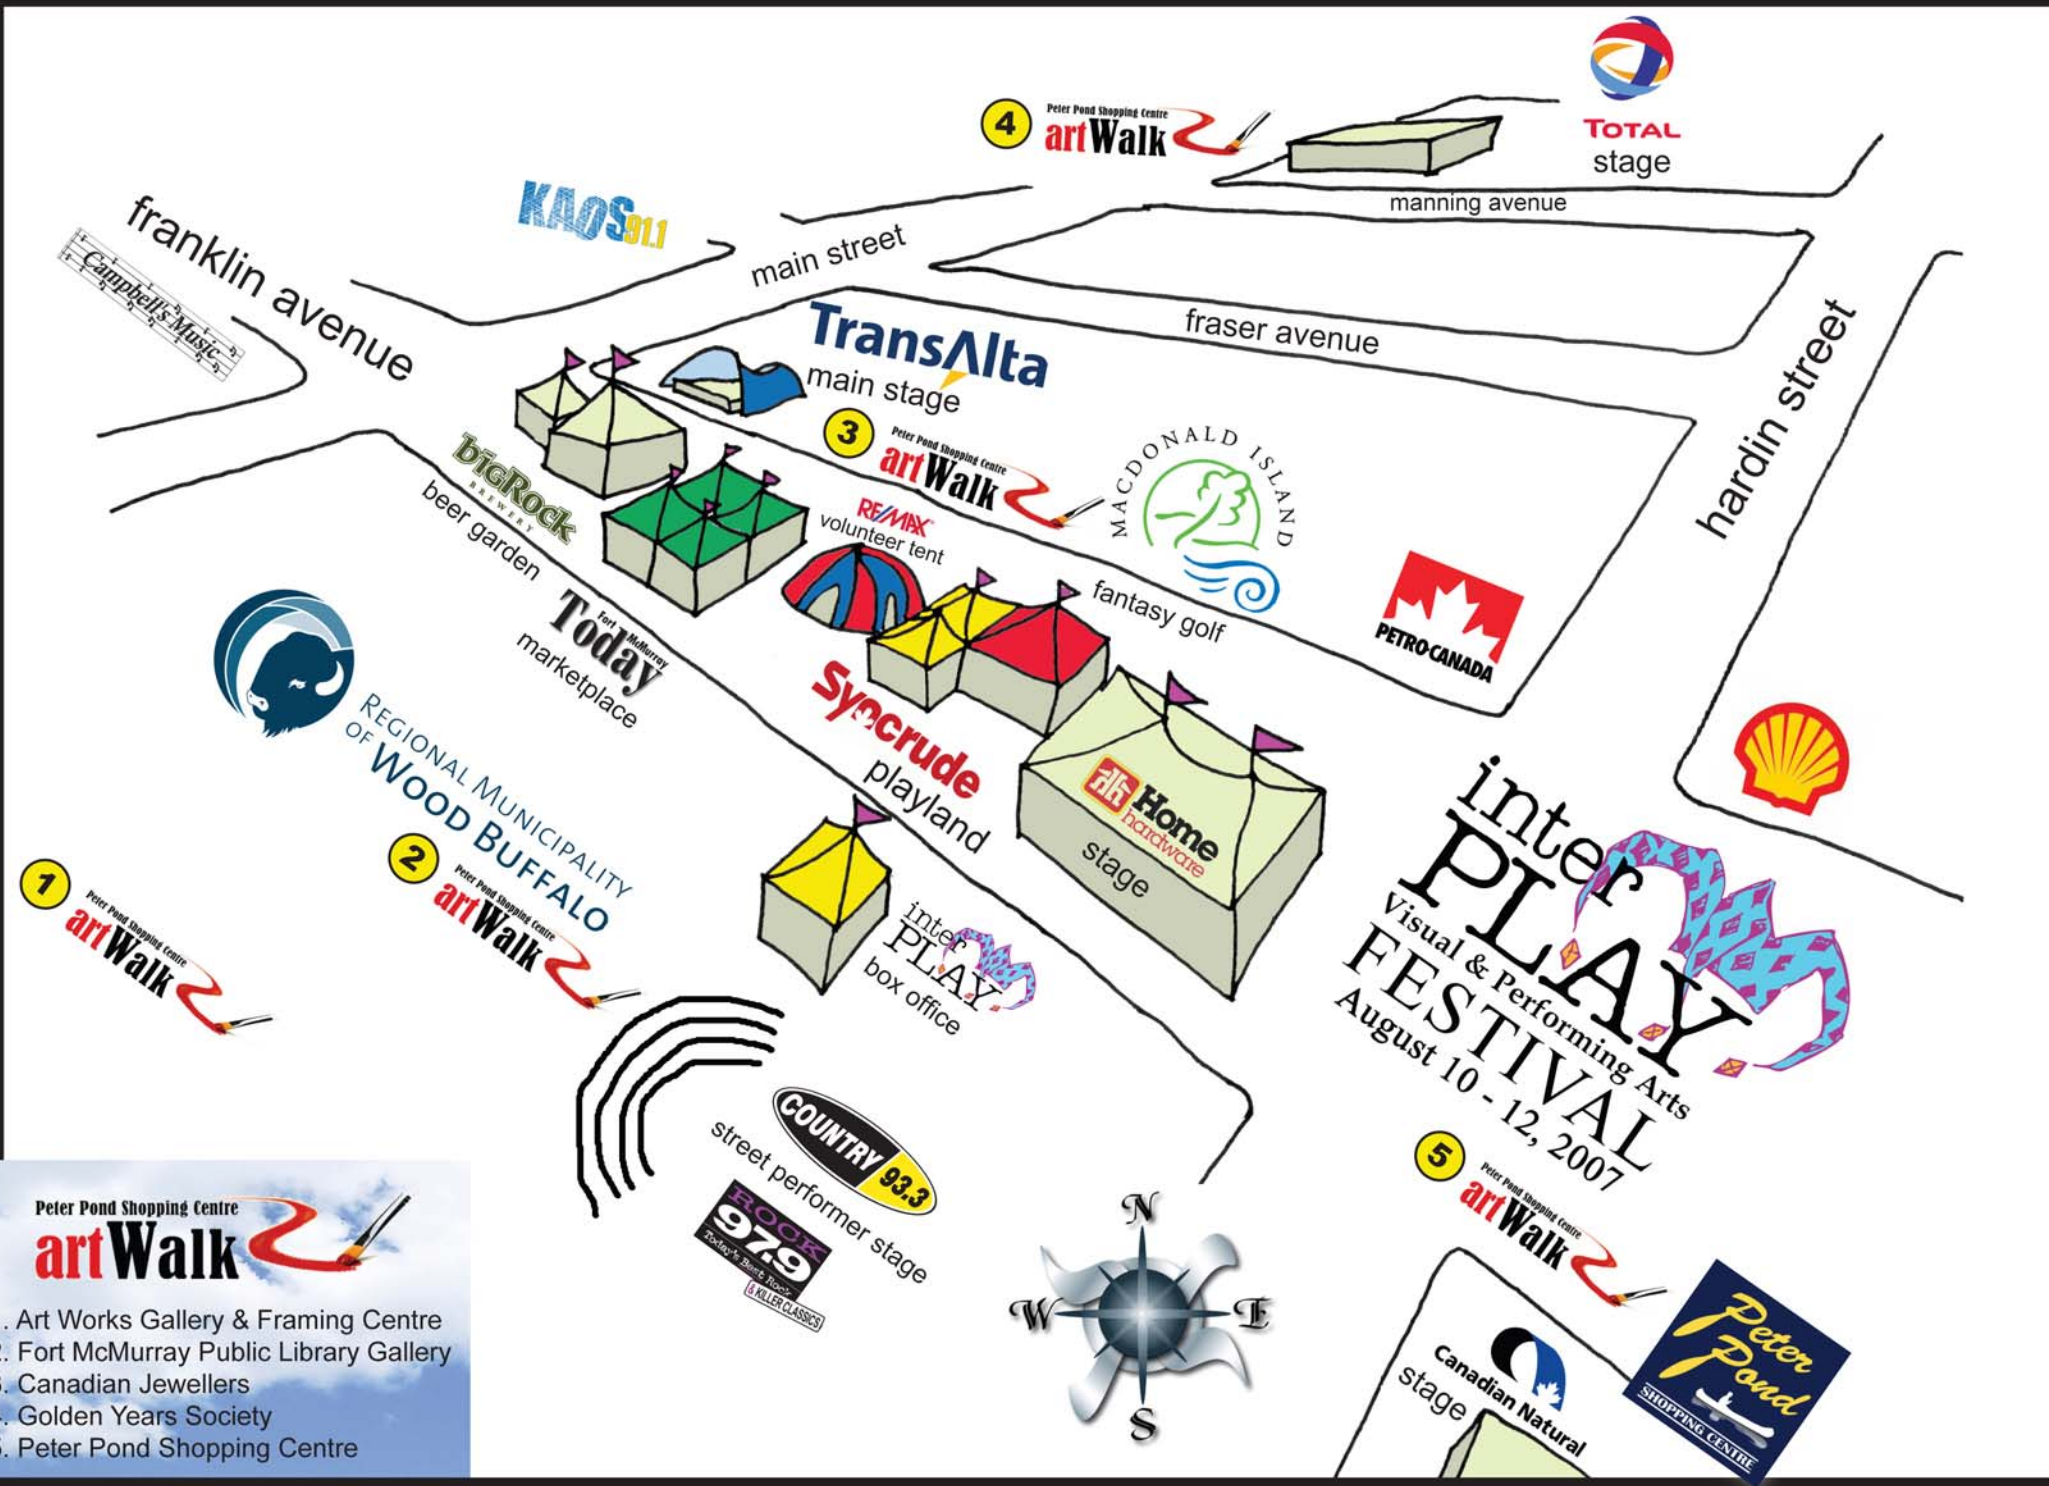 TOTAL
stage
4
Peter Pond Shopping Centre
artWalk
manning avenue
KAOS 91.1
main street
franklin avenue
Campbell's Music
fraser avenue
hardin street
TransAlta
main stage
3
Peter Pond Shopping Centre
artWalk
MACDONALD ISLAND
bigRock
BREWERY
beer garden
RE/MAX
volunteer tent
fantasy golf
PETRO-CANADA
Fort McMurray
Today
marketplace
REGIONAL MUNICIPALITY
OF WOOD BUFFALO
Syncrude
playland
Home
hardware
stage
1
Peter Pond Shopping Centre
artWalk
2
Peter Pond Shopping Centre
artWalk
inter
PLAY
box office
inter
PLAY
Visual & Performing Arts
FESTIVAL
August 10 - 12, 2007
COUNTRY 93.3
street performer stage
ROCK
97.9
Today's Best Rock
& KILLER CLASSICS
N
W E
S
5
Peter Pond Shopping Centre
artWalk
Canadian Natural
stage
Peter
Pond
SHOPPING CENTRE
Peter Pond Shopping Centre
artWalk
. Art Works Gallery & Framing Centre
. Fort McMurray Public Library Gallery
. Canadian Jewellers
. Golden Years Society
. Peter Pond Shopping Centre